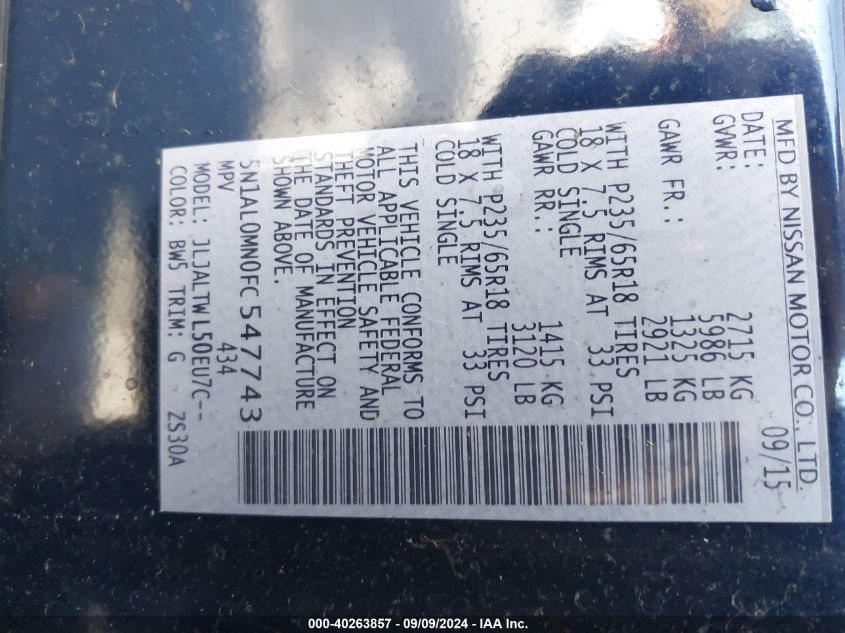 MFD BY NISSAN MOTOR CO., LTD.
DATE: 09/15
GVWR: 2715 KG
5986 LB
GAWR FR.: 1325 KG
2921 LB
WITH P235/65R18 TIRES
18 X 7.5 RIMS AT 33 PSI
COLD SINGLE
GAWR RR.: 1415 KG
3120 LB
WITH P235/65R18 TIRES
18 X 7.5 RIMS AT 33 PSI
COLD SINGLE
THIS VEHICLE CONFORMS TO
ALL APPLICABLE FEDERAL
MOTOR VEHICLE SAFETY AND
THEFT PREVENTION
STANDARDS IN EFFECT ON
THE DATE OF MANUFACTURE
SHOWN ABOVE.
5N1AL0MN0FC547743
MPV 434
MODEL: JLJALTWL50EU7C--
COLOR: BW5 TRIM: G ZS30A
000-40263857 - 09/09/2024 - IAA Inc.